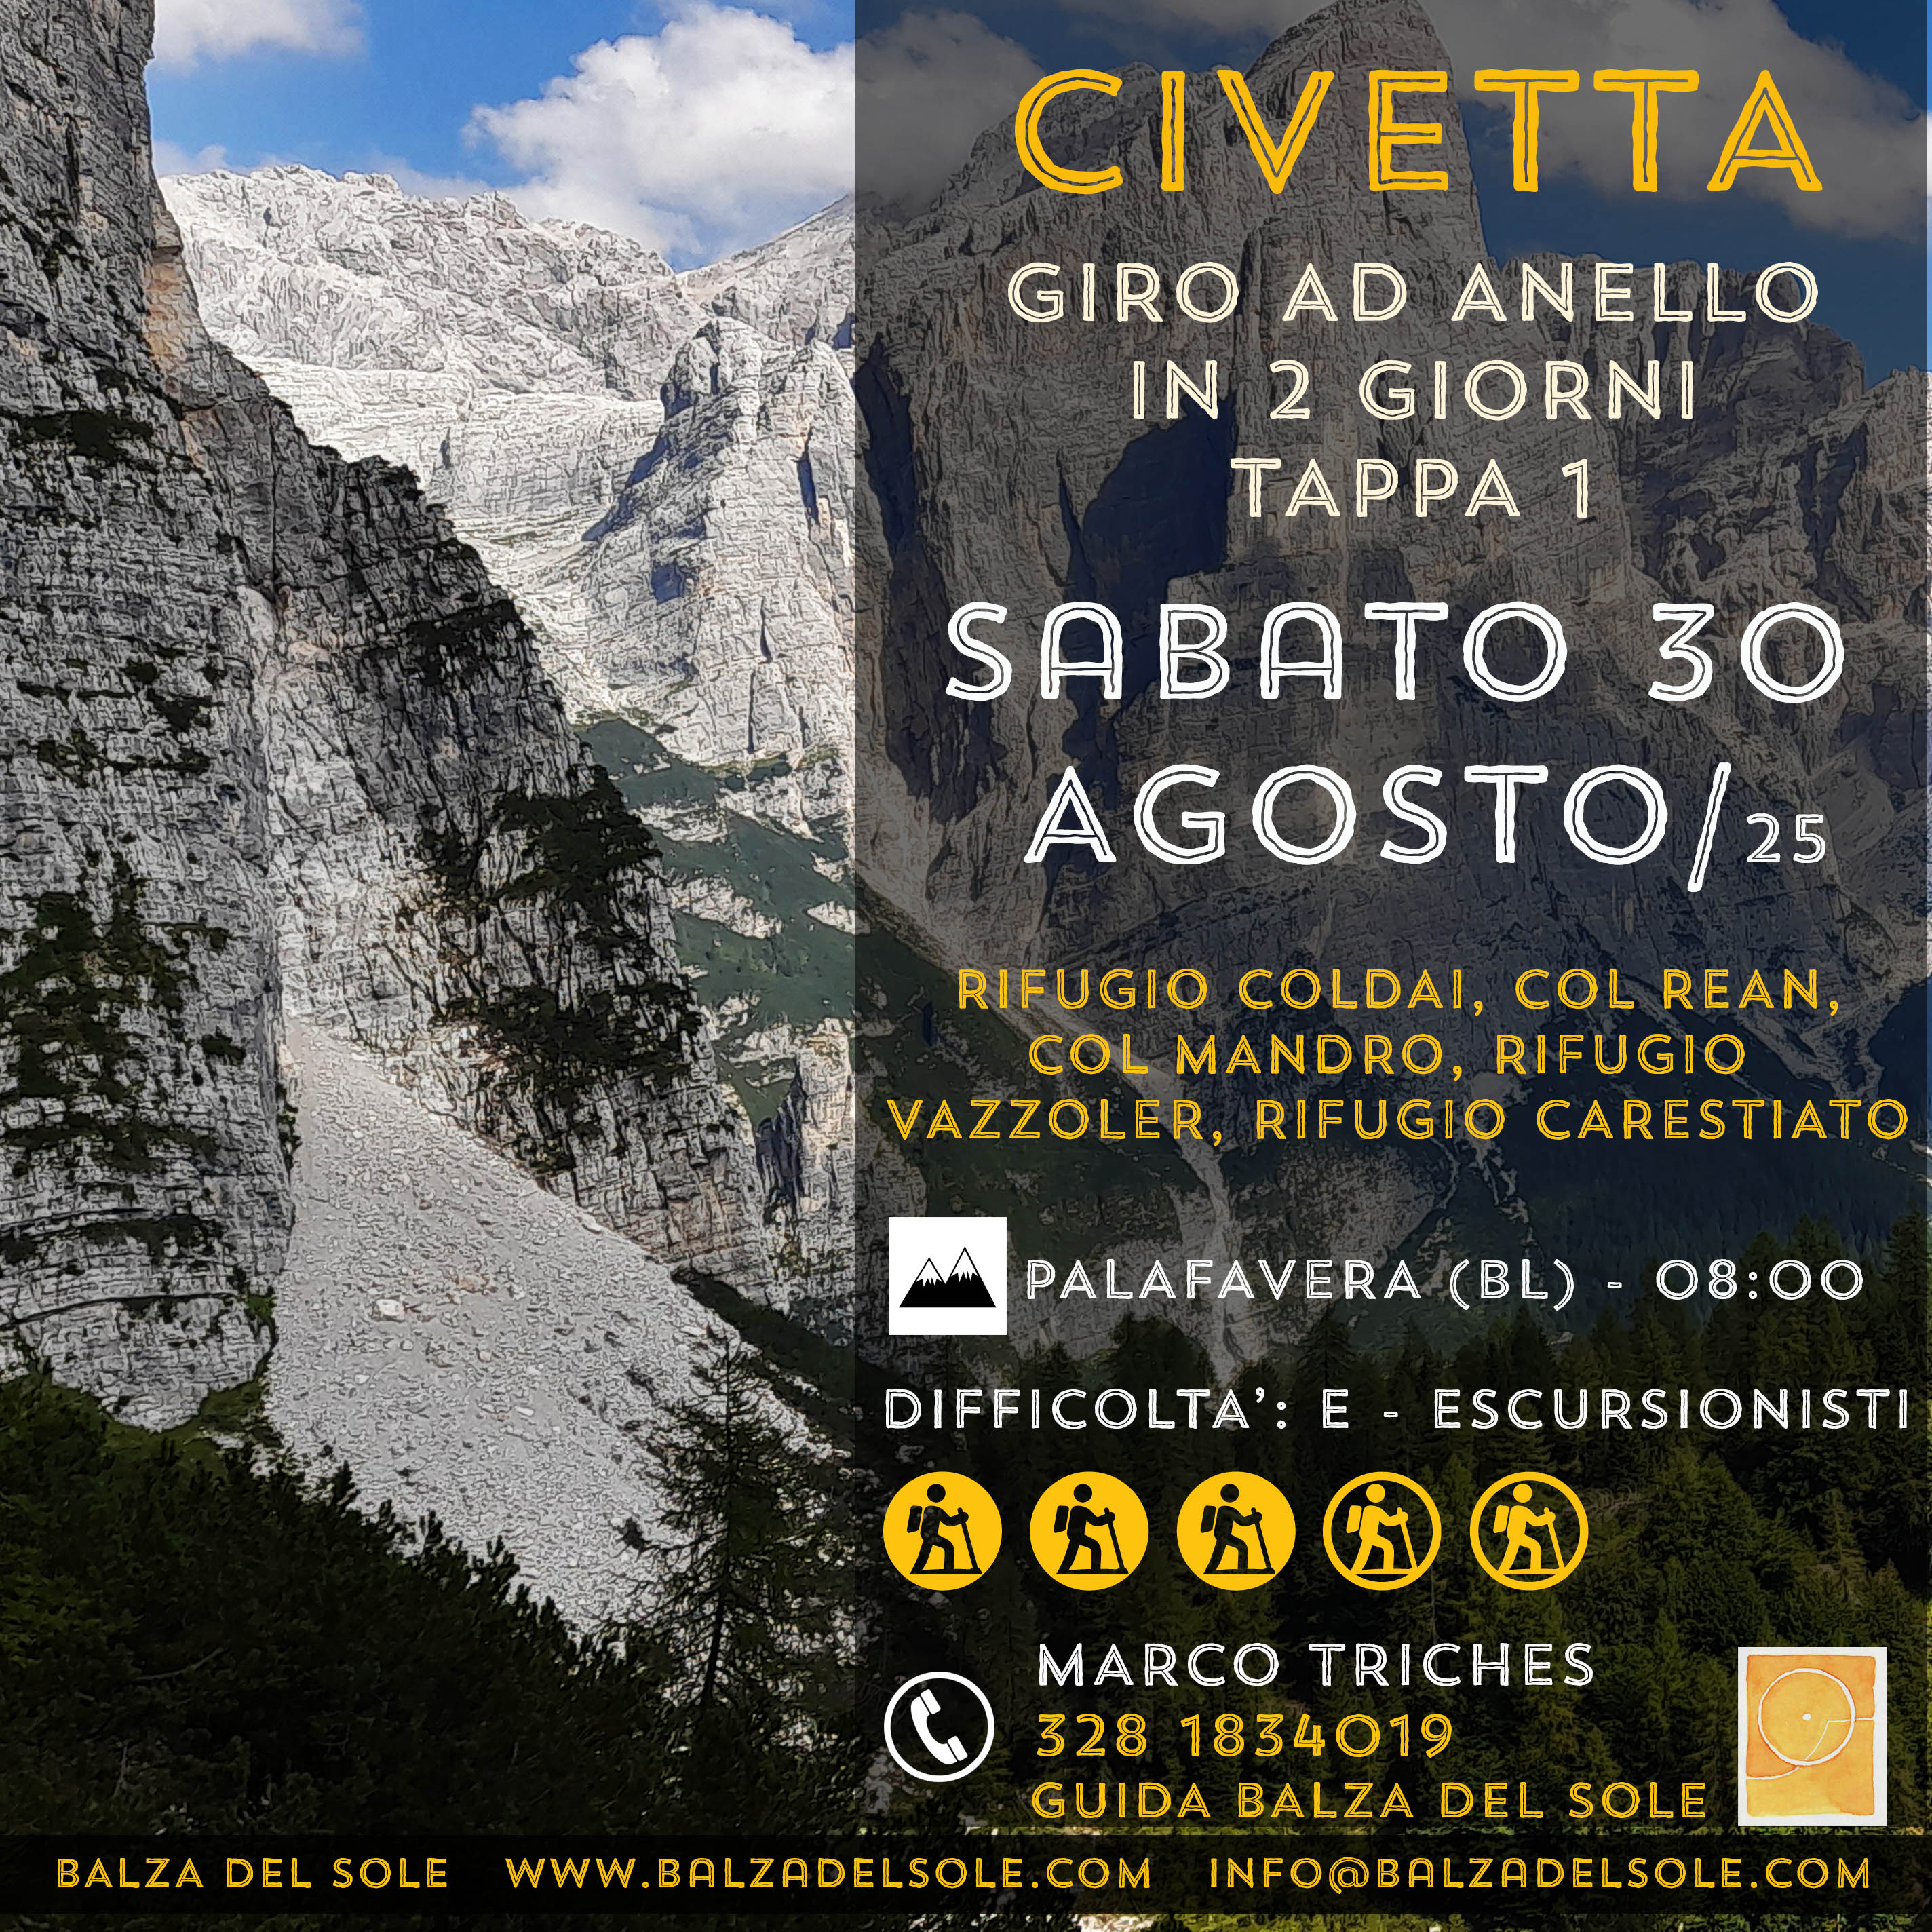 CIVETTA
GIRO AD ANELLO
IN 2 GIORNI
TAPPA 1
SABATO 30
AGOSTO/25
RIFUGIO COLDAI, COL REAN,
COL MANDRO, RIFUGIO
VAZZOLER, RIFUGIO CARESTIATO
PALAFAVERA (BL) - 08:00
DIFFICOLTA': E - ESCURSIONISTI
MARCO TRICHES
328 1834019
GUIDA BALZA DEL SOLE
BALZA DEL SOLE WWW.BALZADELSOLE.COM INFO@BALZADELSOLE.COM